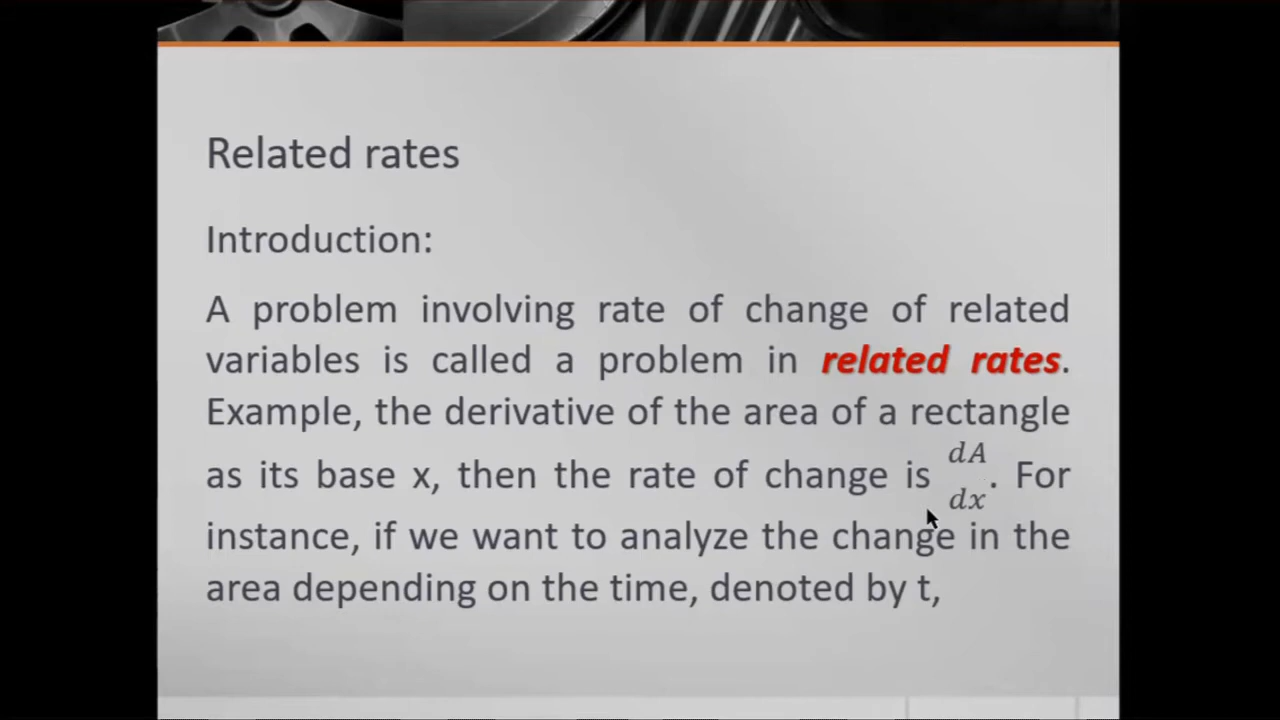 Related rates
Introduction:
A problem involving rate of change of related
variables is called a problem in related rates.
Example, the derivative of the area of a rectangle
as its base x, then the rate of change is dA/dx. For
instance, if we want to analyze the change in the
area depending on the time, denoted by t,